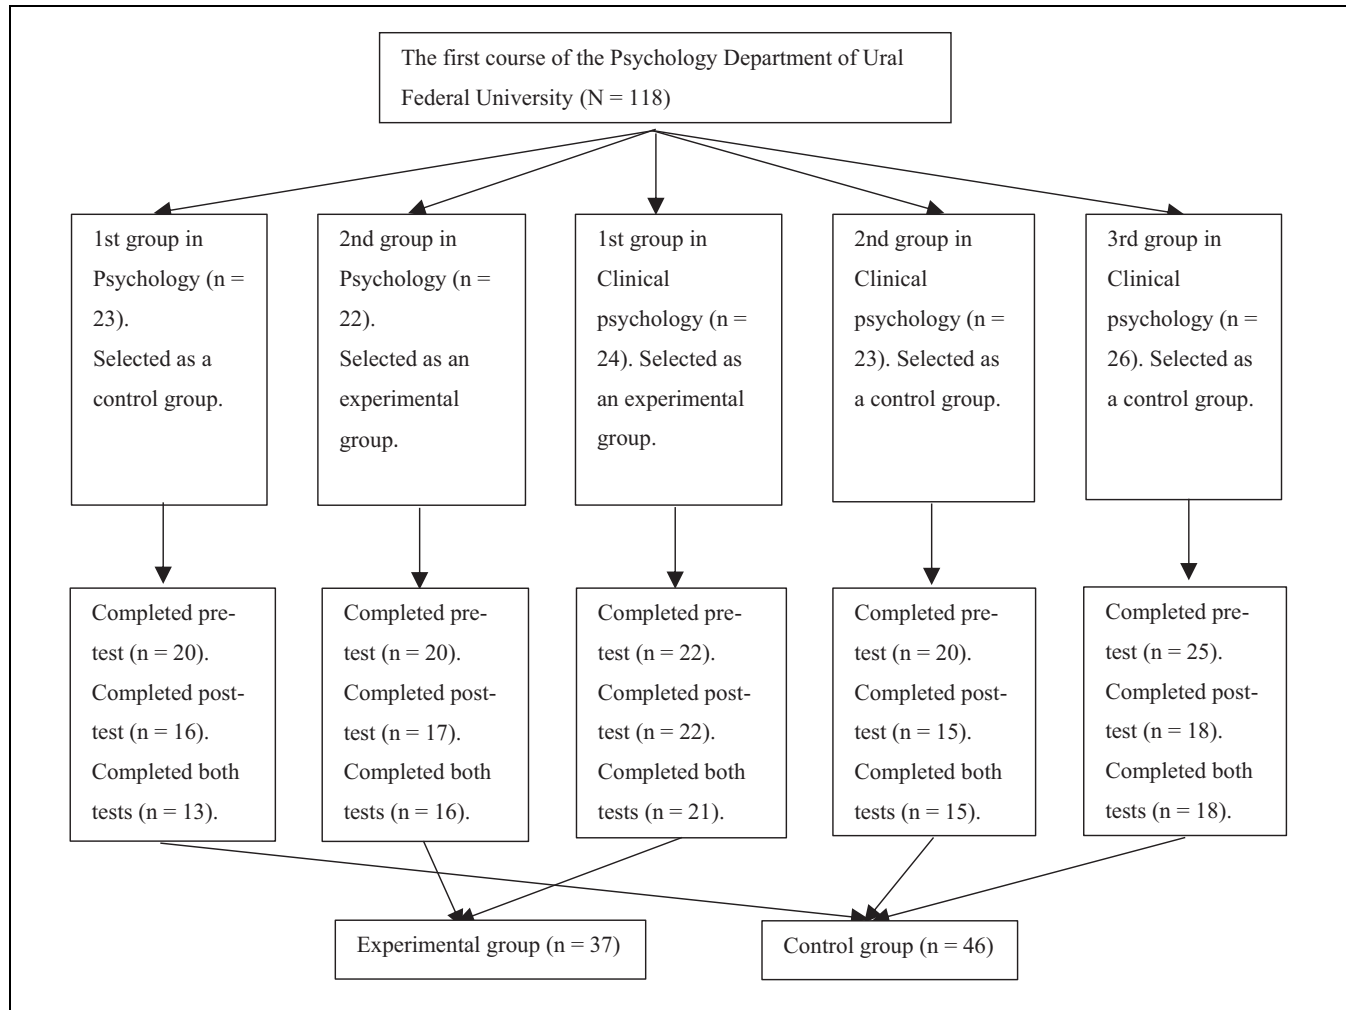 The first course of the Psychology Department of Ural
Federal University (N = 118)
1st group in
Psychology (n =
23).
Selected as a
control group.
2nd group in
Psychology (n =
22).
Selected as an
experimental
group.
1st group in
Clinical
psychology (n =
24). Selected as
an experimental
group.
2nd group in
Clinical
psychology (n =
23). Selected as
a control group.
3rd group in
Clinical
psychology (n =
26). Selected as
a control group.
Completed pre-
test (n = 20).
Completed post-
test (n = 16).
Completed both
tests (n = 13).
Completed pre-
test (n = 20).
Completed post-
test (n = 17).
Completed both
tests (n = 16).
Completed pre-
test (n = 22).
Completed post-
test (n = 22).
Completed both
tests (n = 21).
Completed pre-
test (n = 20).
Completed post-
test (n = 15).
Completed both
tests (n = 15).
Completed pre-
test (n = 25).
Completed post-
test (n = 18).
Completed both
tests (n = 18).
Experimental group (n = 37)
Control group (n = 46)